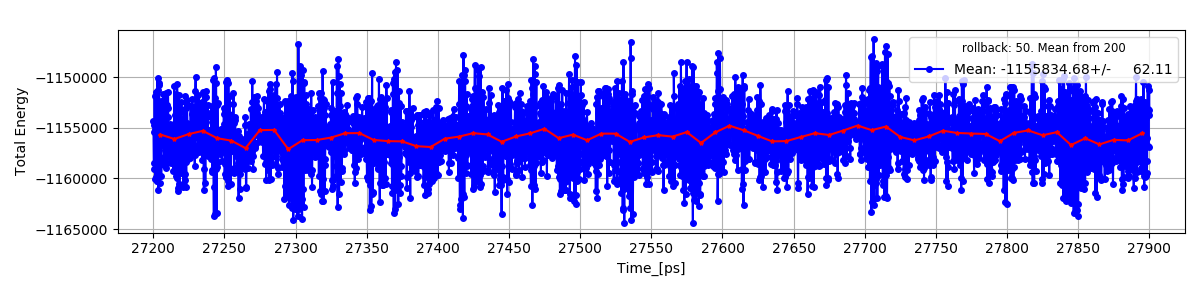 rollback: 50. Mean from 200
Mean: -1155834.68+/- 62.11
Total Energy
−1150000
−1155000
−1160000
−1165000
27200 27250 27300 27350 27400 27450 27500 27550 27600 27650 27700 27750 27800 27850 27900
Time_[ps]